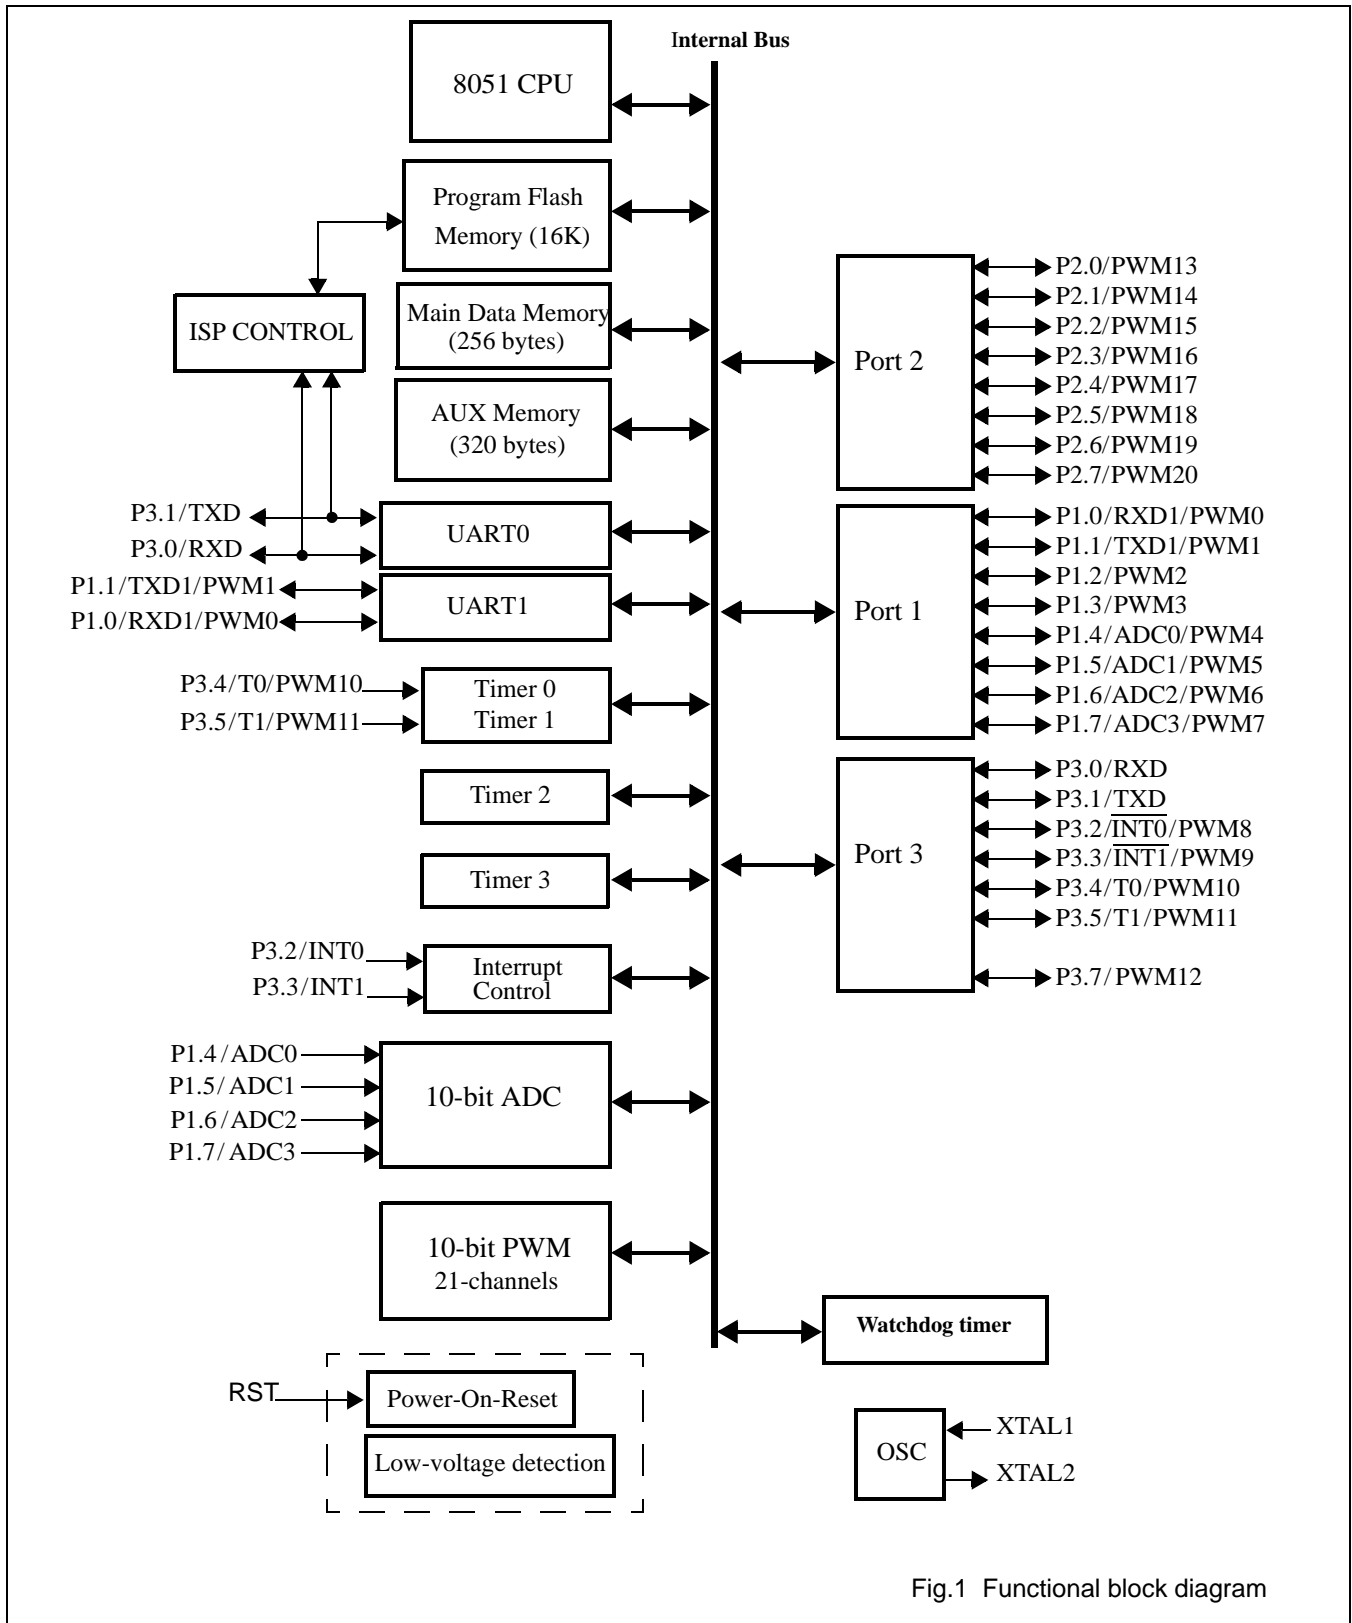 Internal Bus
8051 CPU
Program Flash
Memory (16K)
ISP CONTROL
Main Data Memory
(256 bytes)
AUX Memory
(320 bytes)
P3.1/TXD
P3.0/RXD
UART0
P1.1/TXD1/PWM1
P1.0/RXD1/PWM0
UART1
P3.4/T0/PWM10
P3.5/T1/PWM11
Timer 0
Timer 1
Timer 2
Timer 3
P3.2/INT0
P3.3/INT1
Interrupt
Control
P1.4/ADC0
P1.5/ADC1
P1.6/ADC2
P1.7/ADC3
10-bit ADC
10-bit PWM
21-channels
RST
Power-On-Reset
Low-voltage detection
Port 2
P2.0/PWM13
P2.1/PWM14
P2.2/PWM15
P2.3/PWM16
P2.4/PWM17
P2.5/PWM18
P2.6/PWM19
P2.7/PWM20
Port 1
P1.0/RXD1/PWM0
P1.1/TXD1/PWM1
P1.2/PWM2
P1.3/PWM3
P1.4/ADC0/PWM4
P1.5/ADC1/PWM5
P1.6/ADC2/PWM6
P1.7/ADC3/PWM7
Port 3
P3.0/RXD
P3.1/TXD
P3.2/I̅N̅T̅0̅/PWM8
P3.3/I̅N̅T̅1̅/PWM9
P3.4/T0/PWM10
P3.5/T1/PWM11
P3.7/PWM12
Watchdog timer
OSC
XTAL1
XTAL2
Fig.1 Functional block diagram